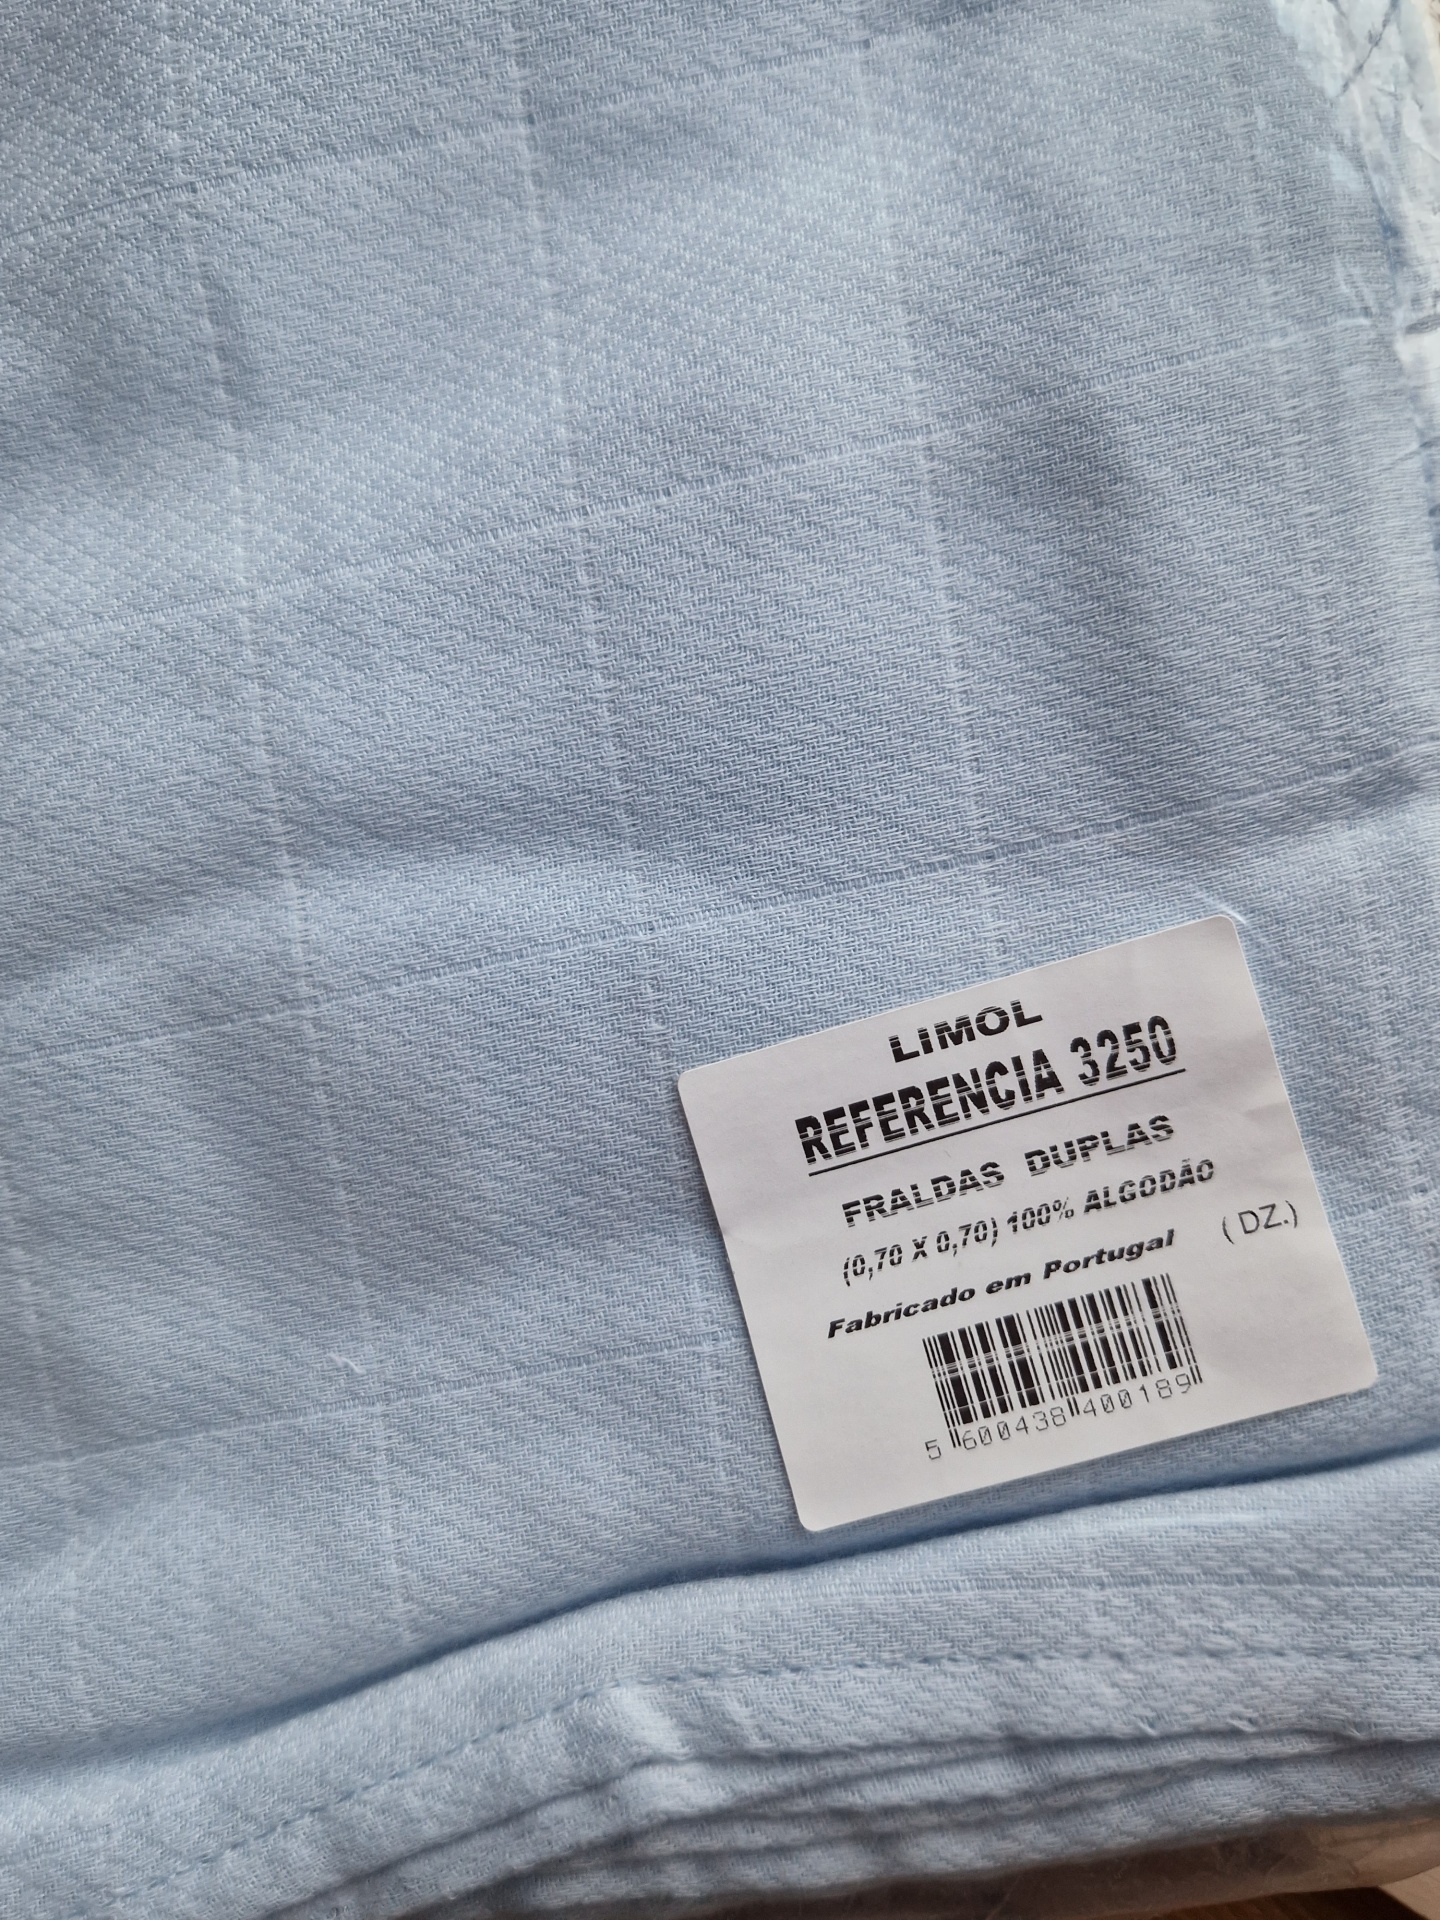 LIMOL
REFERENCIA 3250
FRALDAS DUPLAS
(0,70 X 0,70) 100% ALGODÃO
Fabricado em Portugal (DZ.)
5 600438 400189